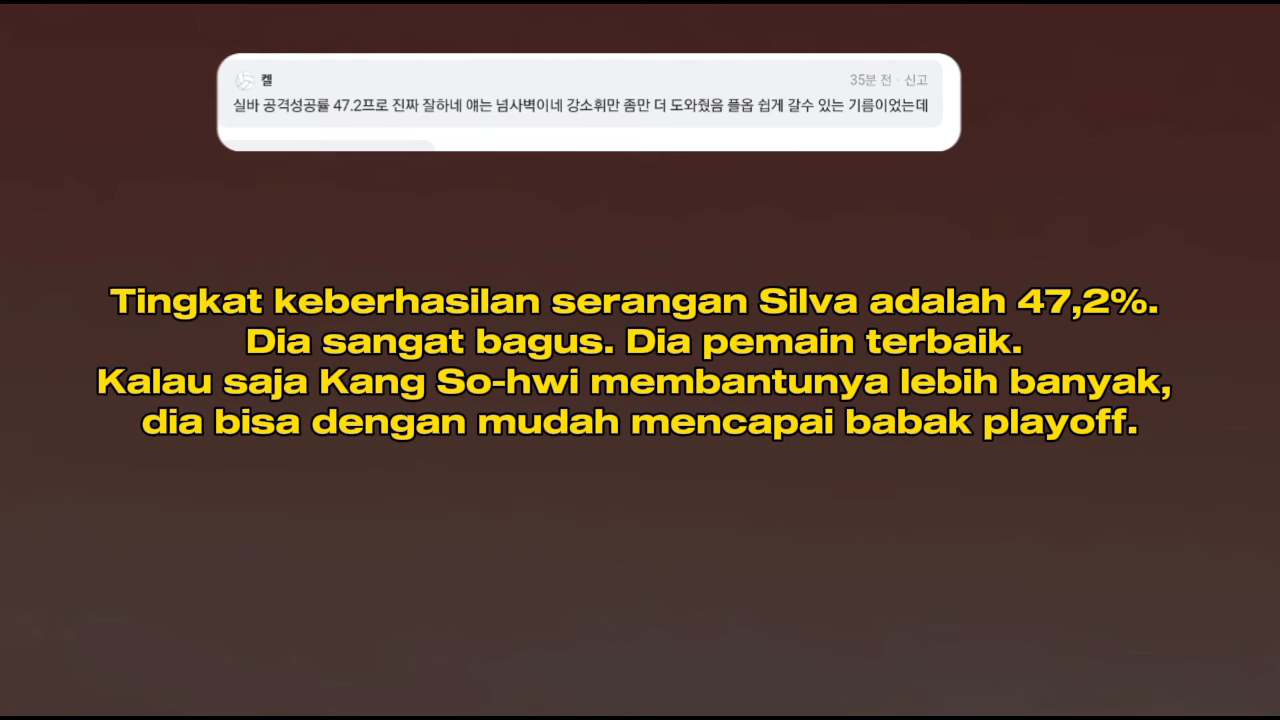 켈
35분 전 · 신고
실바 공격성공률 47.2프로 진짜 잘하네 얘는 넘사벽이네 강소휘만 좀만 더 도와줬음 플옵 쉽게 갈수 있는 기름이었는데
Tingkat keberhasilan serangan Silva adalah 47,2%.
Dia sangat bagus. Dia pemain terbaik.
Kalau saja Kang So-hwi membantunya lebih banyak,
dia bisa dengan mudah mencapai babak playoff.